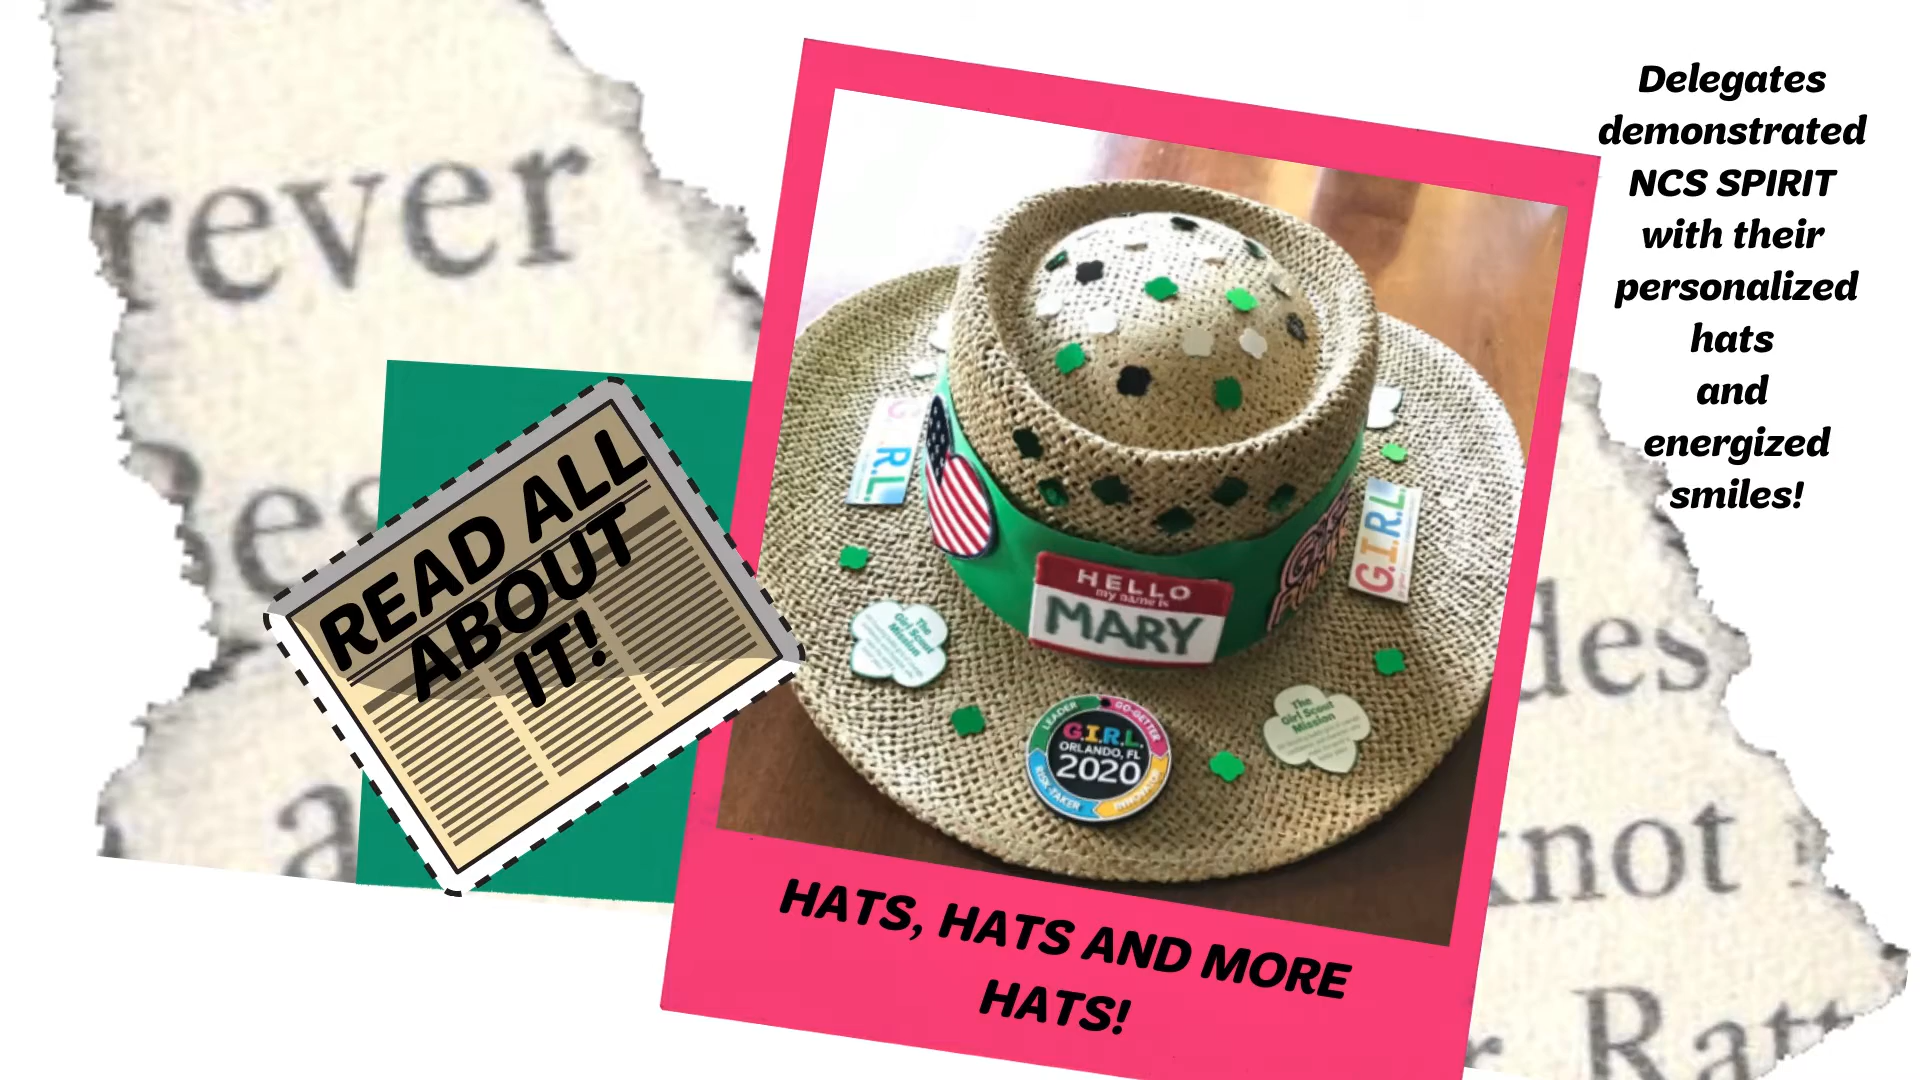 rever
des
not
Ratt
READ ALL
ABOUT
IT!
G.I.R.L.
HELLO
my name is
MARY
G.I.R.L.
The
Girl Scout
Mission
The
Girl Scout
Mission
LEADER
GO-GETTER
G.I.R.L.
ORLANDO, FL
2020
RISK-TAKER
INNOVATOR
HATS, HATS AND MORE
HATS!
Delegates
demonstrated
NCS SPIRIT
with their
personalized
hats
and
energized
smiles!